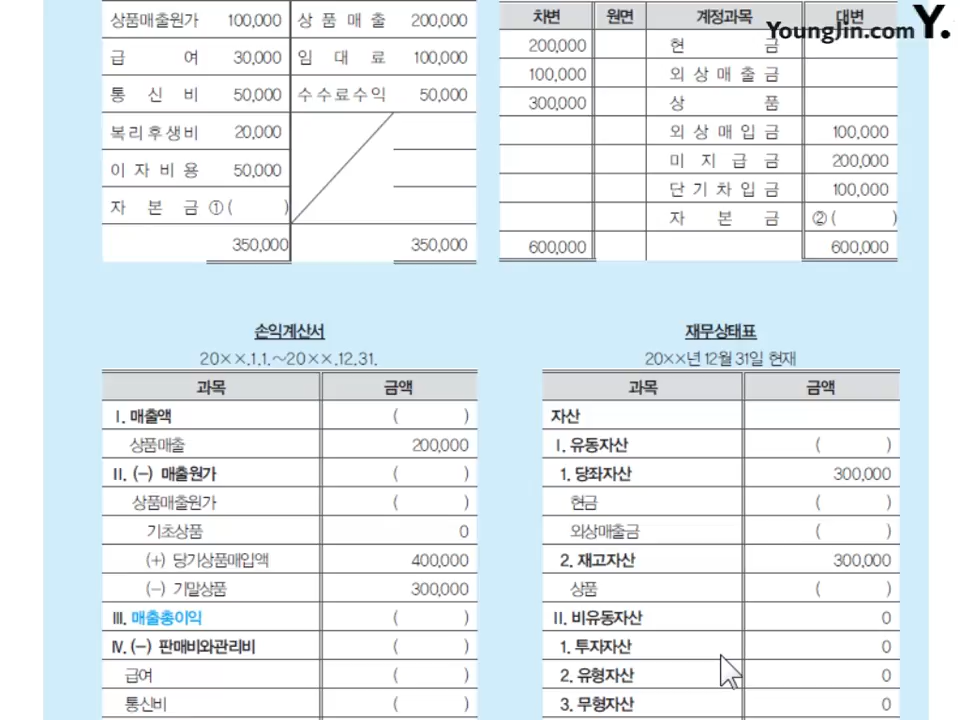 YoungJin.com Y.
상품매출원가 100,000 상 품 매 출 200,000
급 여 30,000 임 대 료 100,000
통 신 비 50,000 수수료수익 50,000
복리후생비 20,000
이 자 비 용 50,000
자 본 금 ①( )
350,000 350,000
차변 원면 계정과목 대변
200,000 현 금
100,000 외 상 매 출 금
300,000 상 품
외 상 매 입 금 100,000
미 지 급 금 200,000
단 기 차 입 금 100,000
자 본 금 ②( )
600,000 600,000
손익계산서
20××.1.1.~20××.12.31.
과목 금액
Ⅰ. 매출액 ( )
상품매출 200,000
Ⅱ. (-) 매출원가 ( )
상품매출원가 ( )
기초상품 0
(+) 당기상품매입액 400,000
(-) 기말상품 300,000
Ⅲ. 매출총이익 ( )
Ⅳ. (-) 판매비와관리비 ( )
급여 ( )
통신비 ( )
재무상태표
20××년 12월 31일 현재
과목 금액
자산
Ⅰ. 유동자산 ( )
1. 당좌자산 300,000
현금 ( )
외상매출금 ( )
2. 재고자산 300,000
상품 ( )
Ⅱ. 비유동자산 0
1. 투자자산 0
2. 유형자산 0
3. 무형자산 0